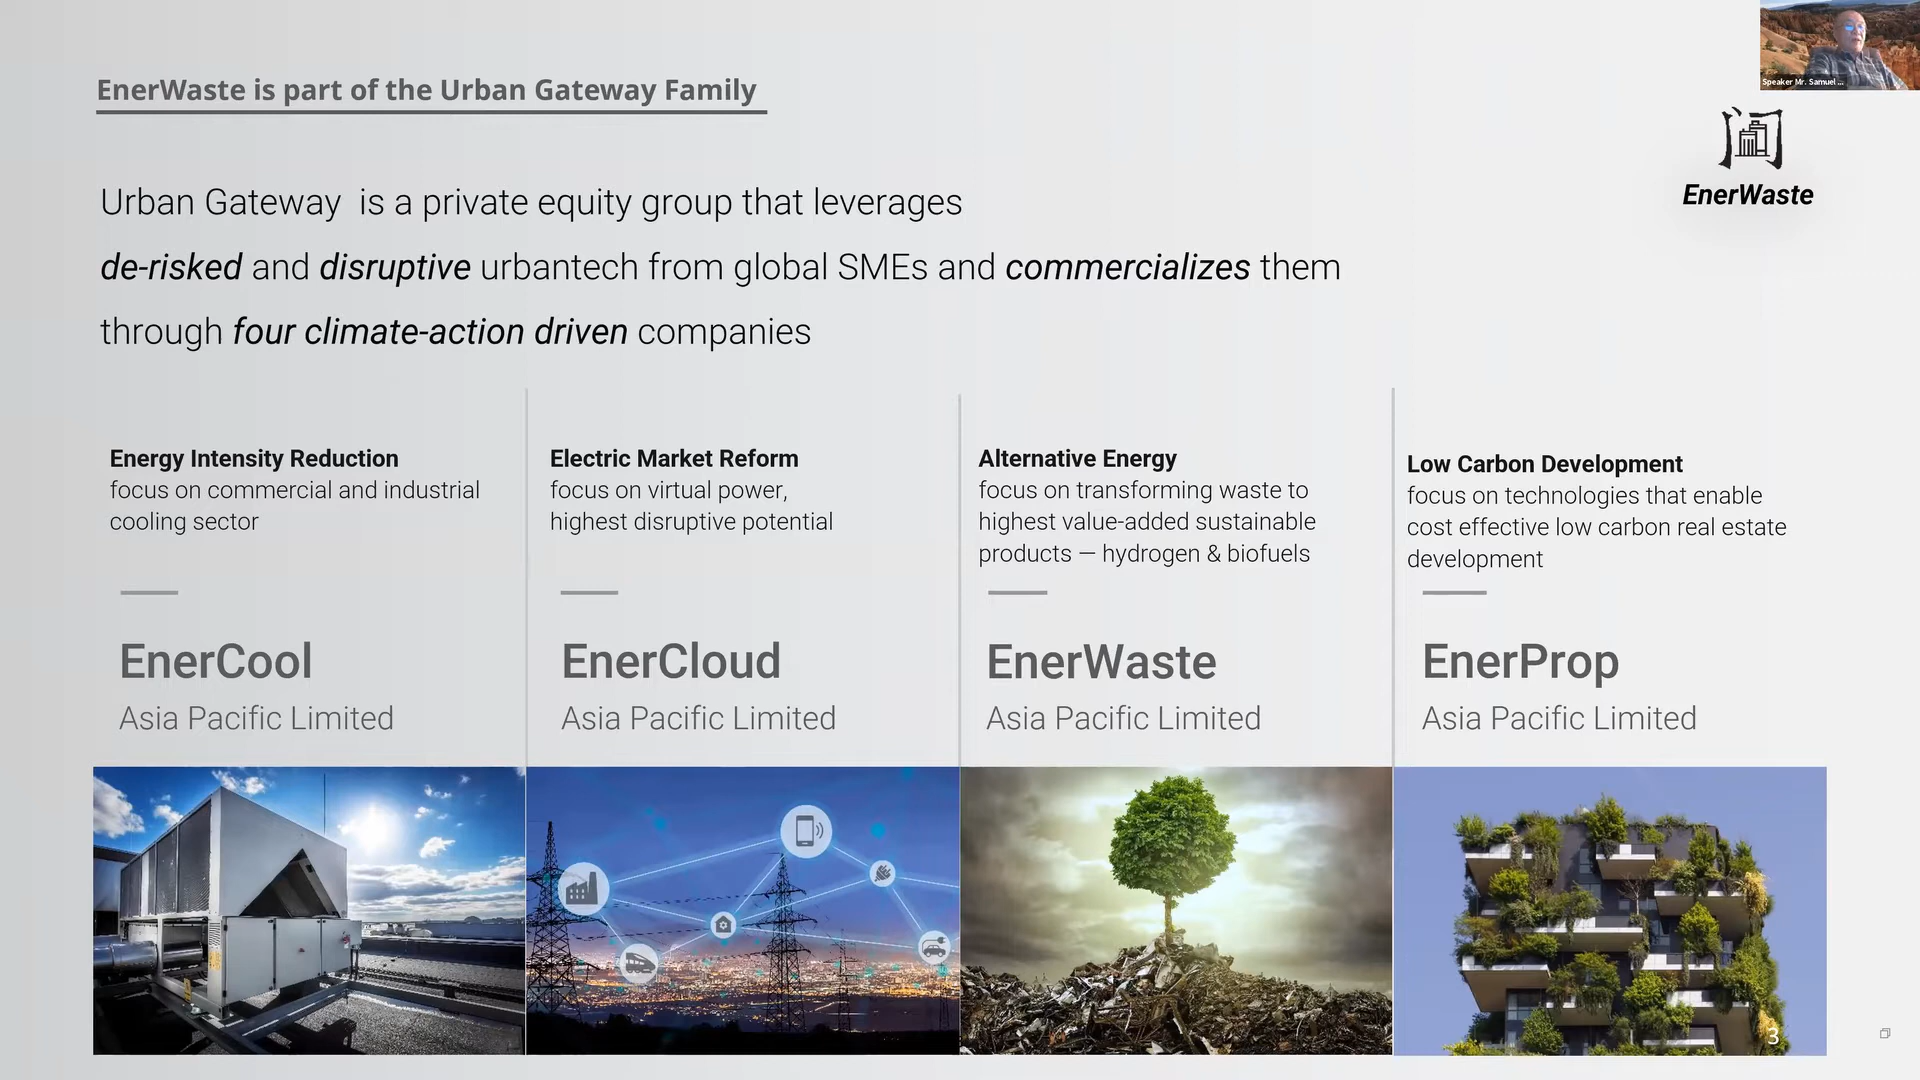 Speaker Mr. Samuel ...
EnerWaste is part of the Urban Gateway Family
EnerWaste
Urban Gateway is a private equity group that leverages
de-risked and disruptive urbantech from global SMEs and commercializes them
through four climate-action driven companies
Energy Intensity Reduction
focus on commercial and industrial
cooling sector
EnerCool
Asia Pacific Limited
Electric Market Reform
focus on virtual power,
highest disruptive potential
EnerCloud
Asia Pacific Limited
Alternative Energy
focus on transforming waste to
highest value-added sustainable
products — hydrogen & biofuels
EnerWaste
Asia Pacific Limited
Low Carbon Development
focus on technologies that enable
cost effective low carbon real estate
development
EnerProp
Asia Pacific Limited
3